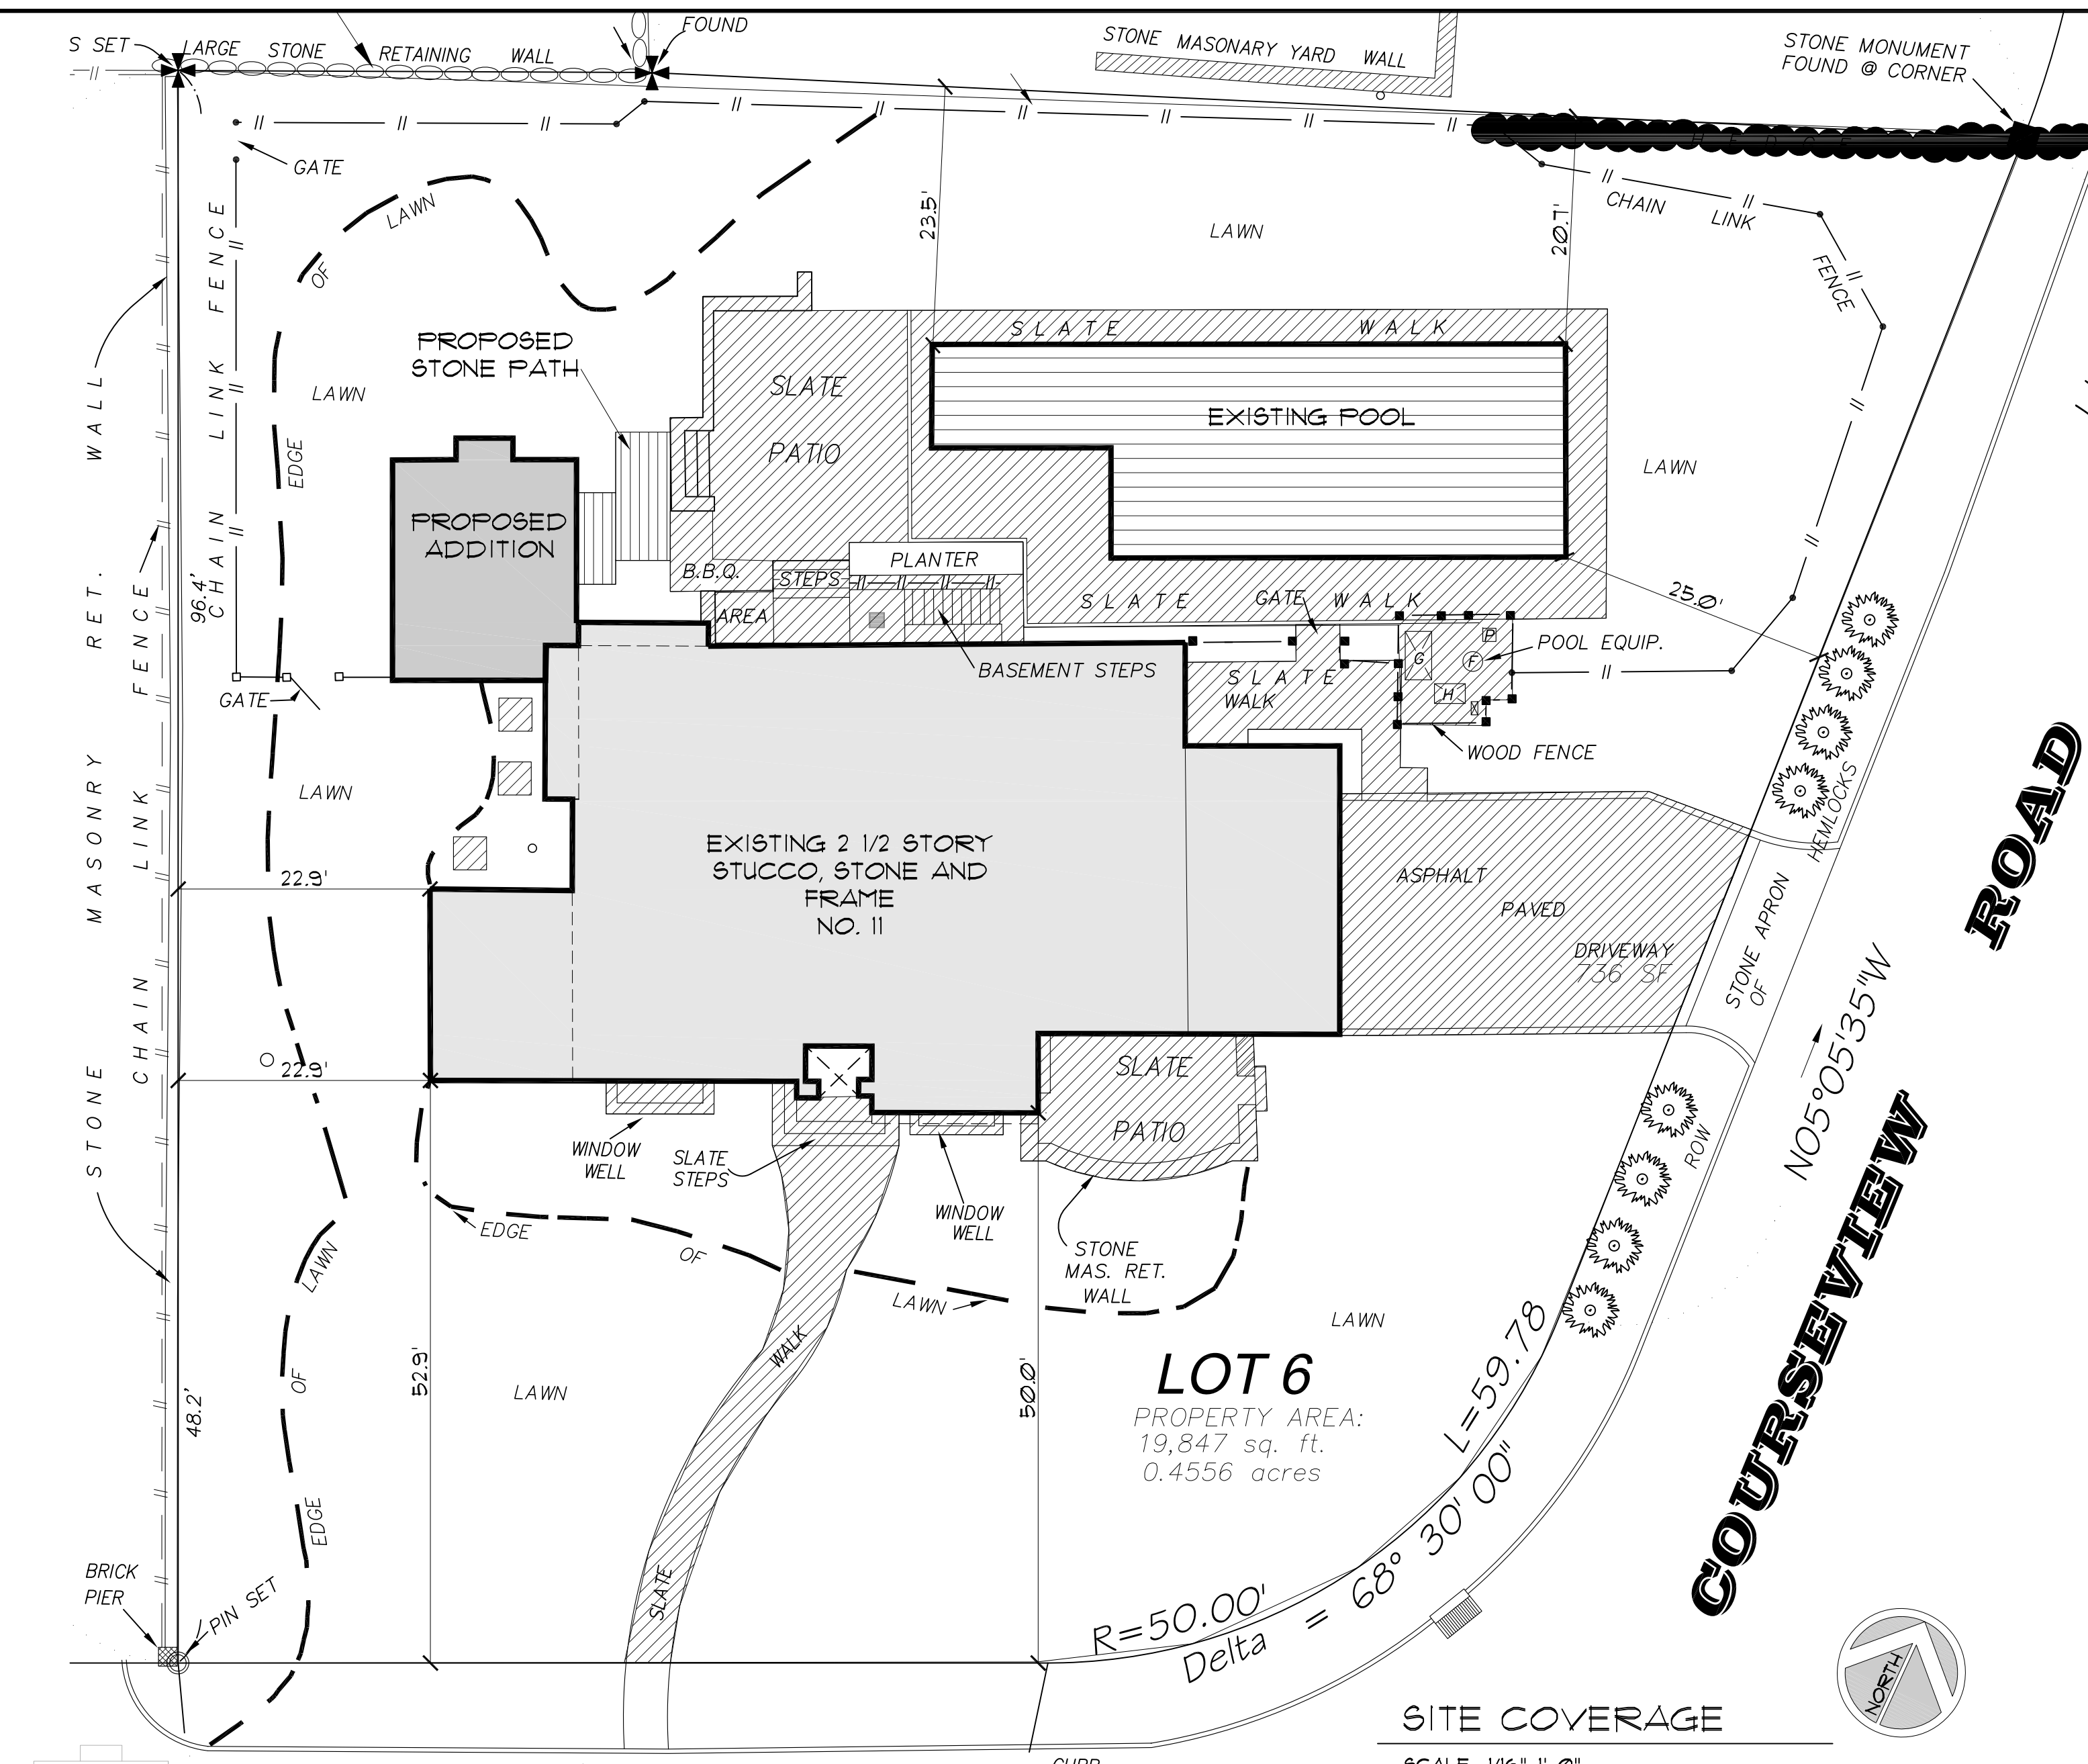 S SET
LARGE STONE RETAINING WALL
FOUND
STONE MASONARY YARD WALL
STONE MONUMENT
FOUND @ CORNER
HEDGE
GATE
LAWN
OF
EDGE
CHAIN LINK FENCE
23.5'
LAWN
20.7'
CHAIN LINK FENCE
PROPOSED
STONE PATH
LAWN
SLATE WALK
SLATE
PATIO
EXISTING POOL
LAWN
PROPOSED
ADDITION
96.4'
B.B.Q.
AREA
STEPS
PLANTER
SLATE WALK
GATE
25.0'
BASEMENT STEPS
G
P
F
H
POOL EQUIP.
SLATE
WALK
WOOD FENCE
GATE
LAWN
STONE MASONRY RET. WALL
CHAIN LINK FENCE
HEMLOCKS
EXISTING 2 1/2 STORY
STUCCO, STONE AND
FRAME
NO. 11
22.9'
ASPHALT
PAVED
DRIVEWAY
736 SF
STONE APRON
OF
ROW
22.9'
SLATE
PATIO
WINDOW
WELL
SLATE
STEPS
WINDOW
WELL
STONE
MAS. RET.
WALL
EDGE OF LAWN
LAWN
OF
EDGE
LAWN
LAWN
WALK
SLATE
52.9'
50.0'
48.2'
LOT 6
PROPERTY AREA:
19,847 sq. ft.
0.4556 acres
L=59.78
R=50.00'
Delta = 68° 30' 00"
N05°05'35"W
COURSEVIEW ROAD
BRICK
PIER
PIN SET
NORTH
SITE COVERAGE
SCALE: 1/16"=1'-0"
CURB